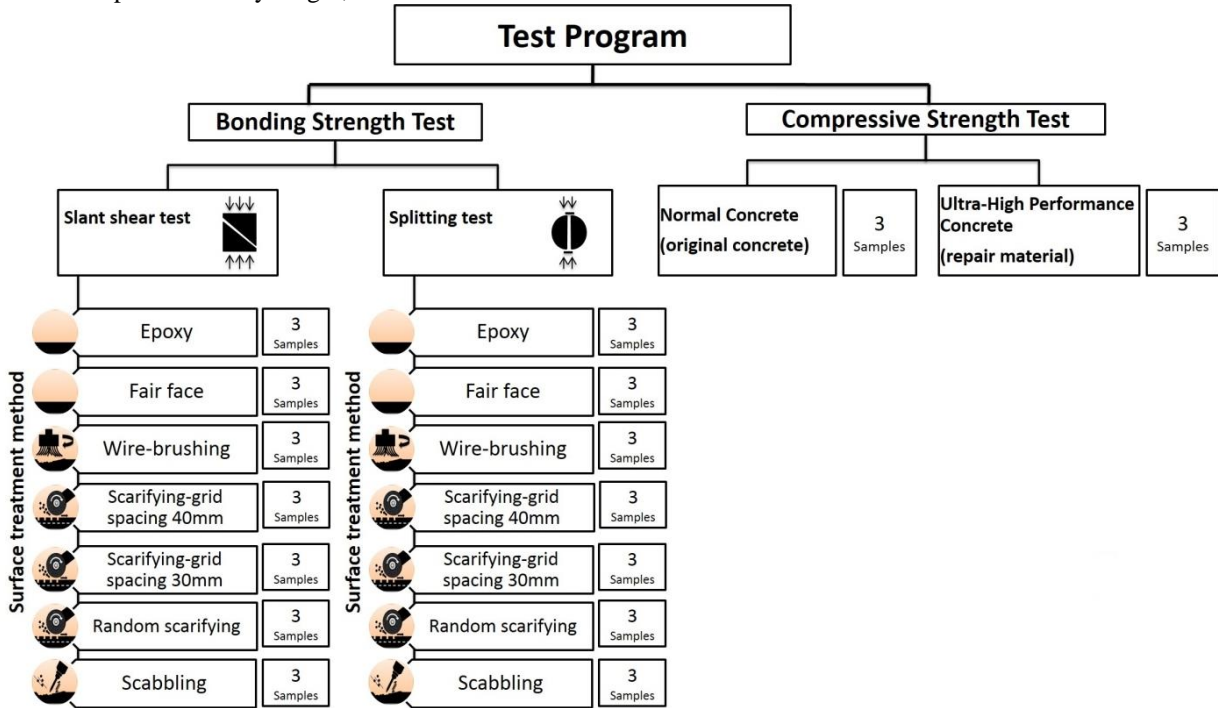 Test Program
Bonding Strength Test
Compressive Strength Test
Slant shear test
Splitting test
Normal Concrete
(original concrete)
3
Samples
Ultra-High Performance
Concrete
(repair material)
3
Samples
Surface treatment method
Epoxy
3
Samples
Fair face
3
Samples
Wire-brushing
3
Samples
Scarifying-grid
spacing 40mm
3
Samples
Scarifying-grid
spacing 30mm
3
Samples
Random scarifying
3
Samples
Scabbling
3
Samples
Surface treatment method
Epoxy
3
Samples
Fair face
3
Samples
Wire-brushing
3
Samples
Scarifying-grid
spacing 40mm
3
Samples
Scarifying-grid
spacing 30mm
3
Samples
Random scarifying
3
Samples
Scabbling
3
Samples